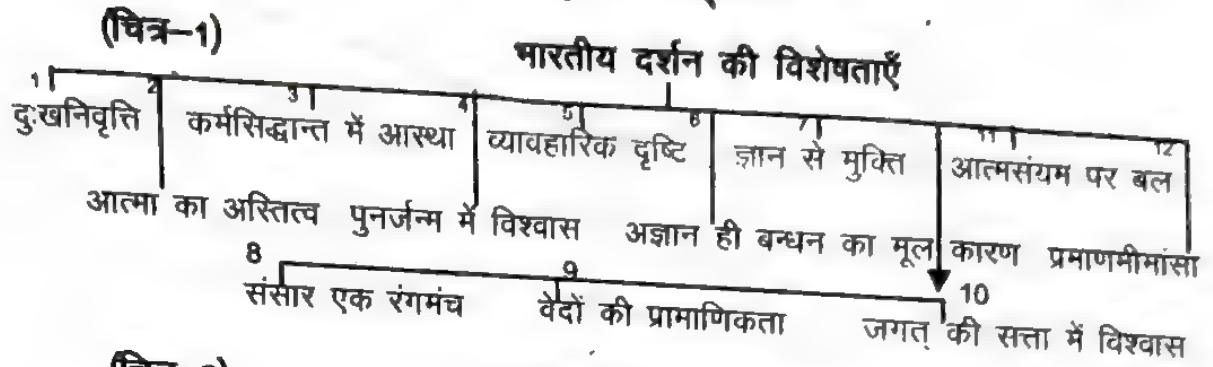 (चित्र–1)
भारतीय दर्शन की विशेषताएँ
1 2 3 4 5 6 7 11 12
दुःखनिवृत्ति कर्मसिद्धान्त में आस्था व्यावहारिक दृष्टि ज्ञान से मुक्ति आत्मसंयम पर बल
आत्मा का अस्तित्व पुनर्जन्म में विश्वास अज्ञान ही बन्धन का मूल कारण प्रमाणमीमांसा
8 9 10
संसार एक रंगमंच वेदों की प्रामाणिकता जगत् की सत्ता में विश्वास